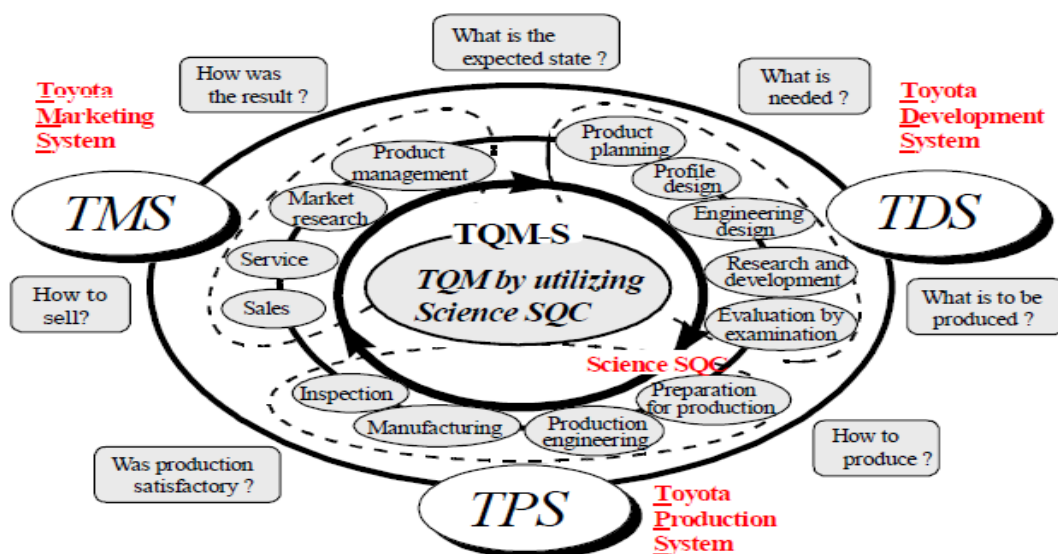 What is the
expected state ?
How was
the result ?
What is
needed ?
Toyota
Marketing
System
Toyota
Development
System
Product
management
Product
planning
Profile
design
Market
research
Engineering
design
TMS
TDS
TQM-S
Service
Research and
development
TQM by utilizing
Science SQC
How to
sell?
Sales
Evaluation by
examination
What is to be
produced ?
Science SQC
Inspection
Preparation
for production
Manufacturing
Production
engineering
How to
produce ?
Was production
satisfactory ?
TPS
Toyota
Production
System